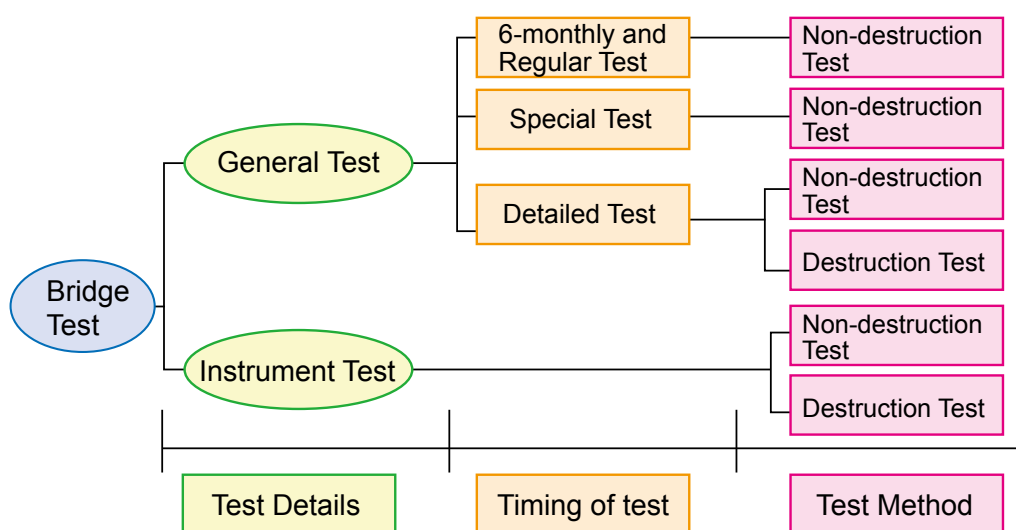 6-monthly and
Regular Test
Non-destruction
Test
Special Test
Non-destruction
Test
General Test
Detailed Test
Non-destruction
Test
Destruction Test
Bridge
Test
Instrument Test
Non-destruction
Test
Destruction Test
Test Details
Timing of test
Test Method